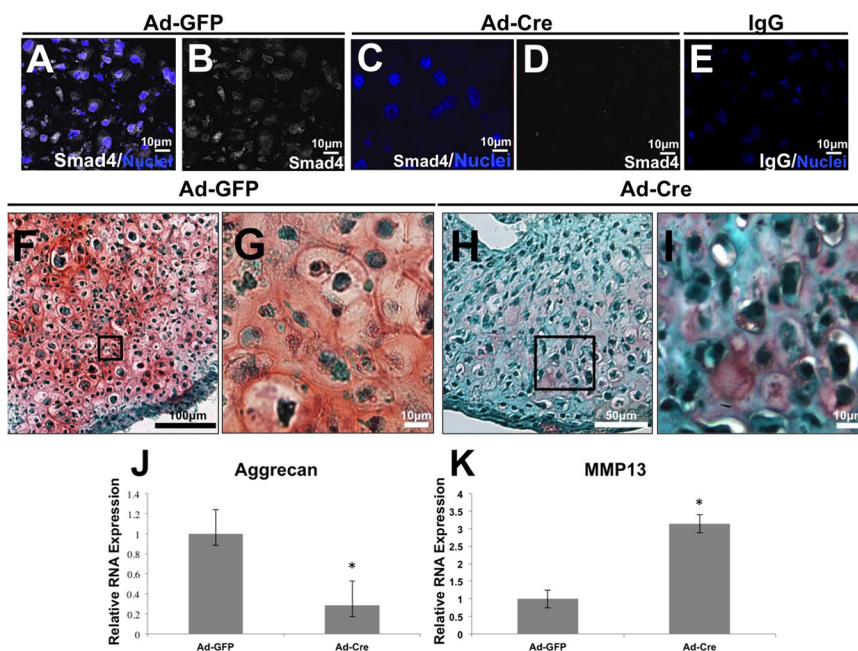 Ad-GFP Ad-Cre IgG
A B C D E
10μm 10μm 10μm 10μm 10μm
Smad4/Nuclei Smad4 Smad4/Nuclei Smad4 IgG/Nuclei
Ad-GFP Ad-Cre
F G H I
100μm 10μm 50μm 10μm
J Aggrecan
Relative RNA Expression
1.4
1.2
1
0.8
0.6
0.4
0.2
0
*
Ad-GFP Ad-Cre
K MMP13
Relative RNA Expression
4
3.5
3
2.5
2
1.5
1
0.5
0
*
Ad-GFP Ad-Cre